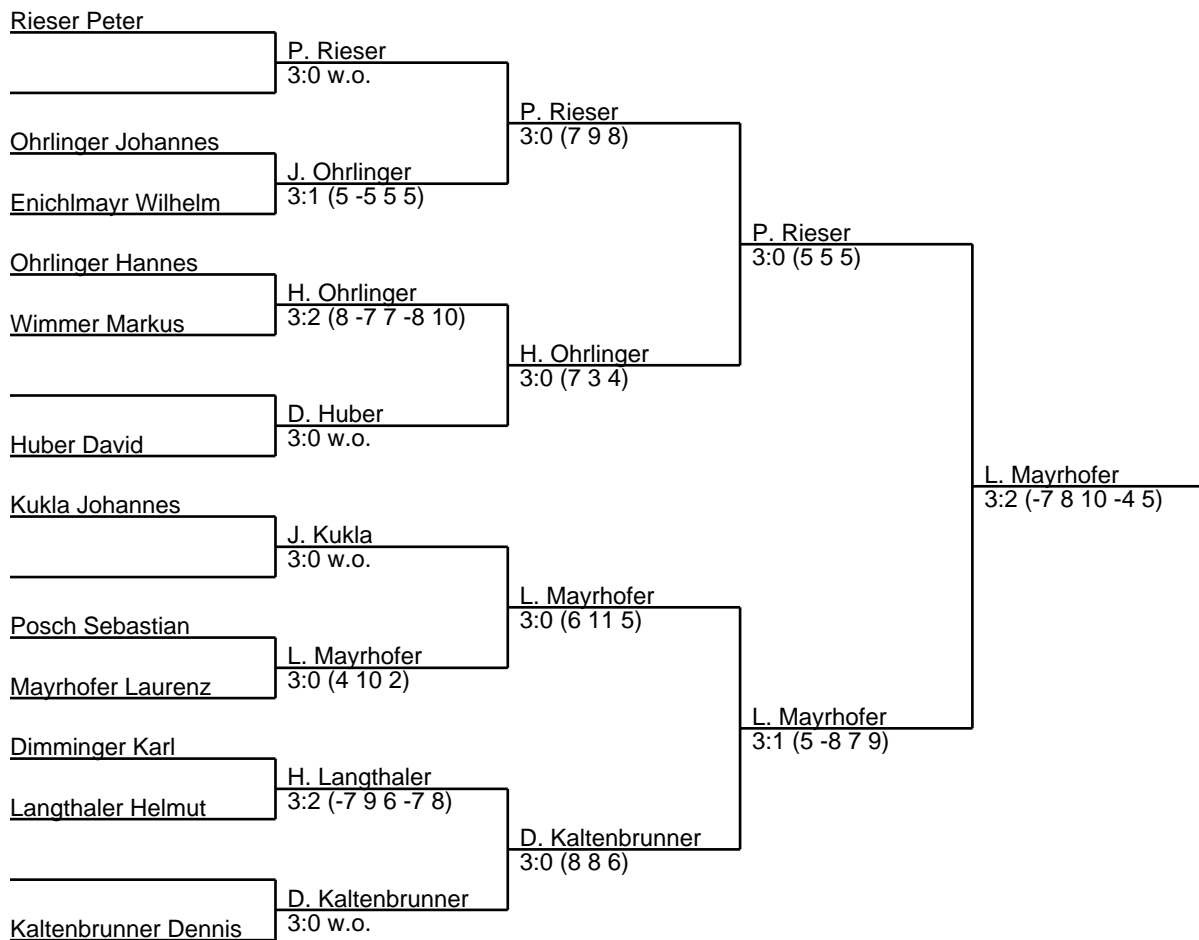 Rieser Peter
P. Rieser
3:0 w.o.
P. Rieser
3:0 (7 9 8)
Ohrlinger Johannes
J. Ohrlinger
3:1 (5 -5 5 5)
Enichlmayr Wilhelm
P. Rieser
3:0 (5 5 5)
Ohrlinger Hannes
H. Ohrlinger
3:2 (8 -7 7 -8 10)
Wimmer Markus
H. Ohrlinger
3:0 (7 3 4)
D. Huber
3:0 w.o.
Huber David
L. Mayrhofer
3:2 (-7 8 10 -4 5)
Kukla Johannes
J. Kukla
3:0 w.o.
L. Mayrhofer
3:0 (6 11 5)
Posch Sebastian
L. Mayrhofer
3:0 (4 10 2)
Mayrhofer Laurenz
L. Mayrhofer
3:1 (5 -8 7 9)
Dimminger Karl
H. Langthaler
3:2 (-7 9 6 -7 8)
Langthaler Helmut
D. Kaltenbrunner
3:0 (8 8 6)
D. Kaltenbrunner
3:0 w.o.
Kaltenbrunner Dennis